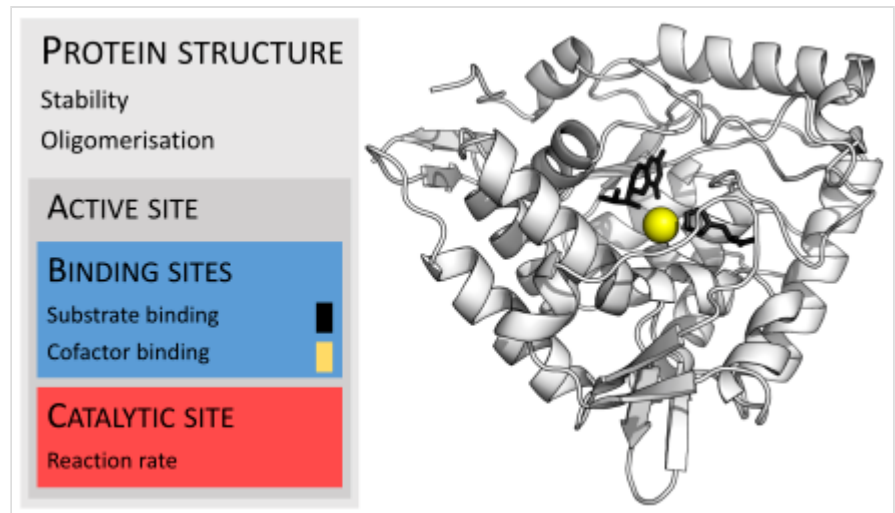 PROTEIN STRUCTURE
Stability
Oligomerisation
ACTIVE SITE
BINDING SITES
Substrate binding
Cofactor binding
CATALYTIC SITE
Reaction rate